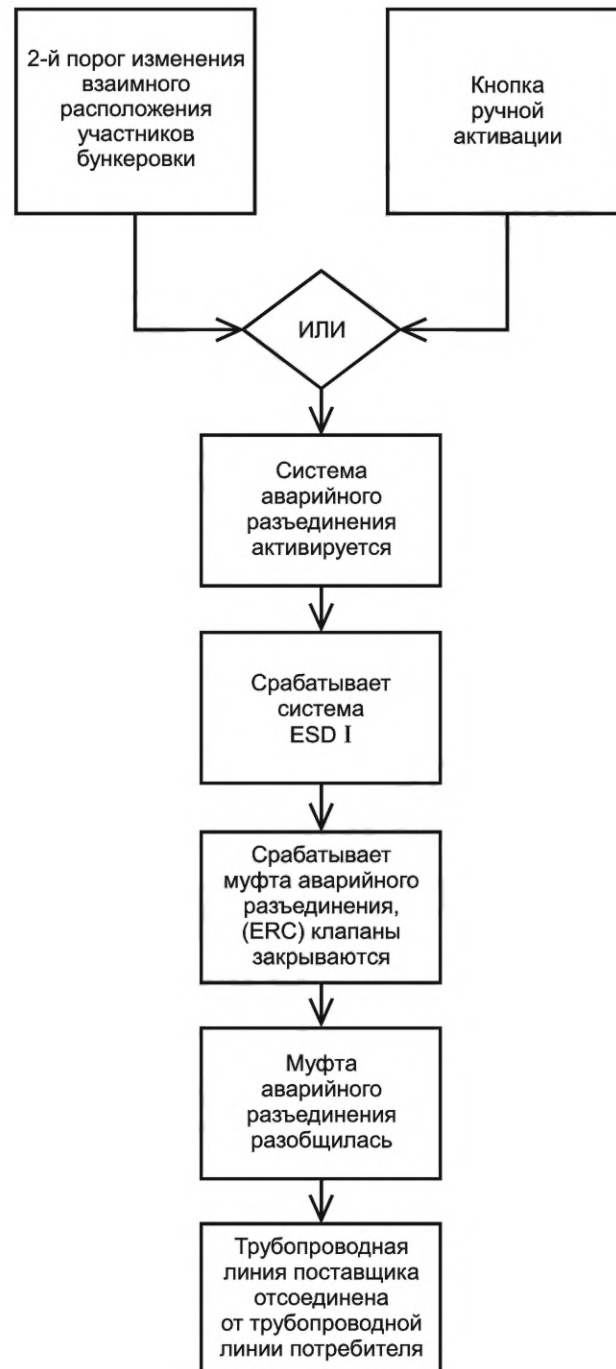 2-й порог изменения
взаимного
расположения
участников
бункеровки
Кнопка
ручной
активации
ИЛИ
Система
аварийного
разъединения
активируется
Срабатывает
система
ESD I
Срабатывает
муфта аварийного
разъединения,
(ERC) клапаны
закрываются
Муфта
аварийного
разъединения
разобщилась
Трубопроводная
линия поставщика
отсоединена
от трубопроводной
линии потребителя